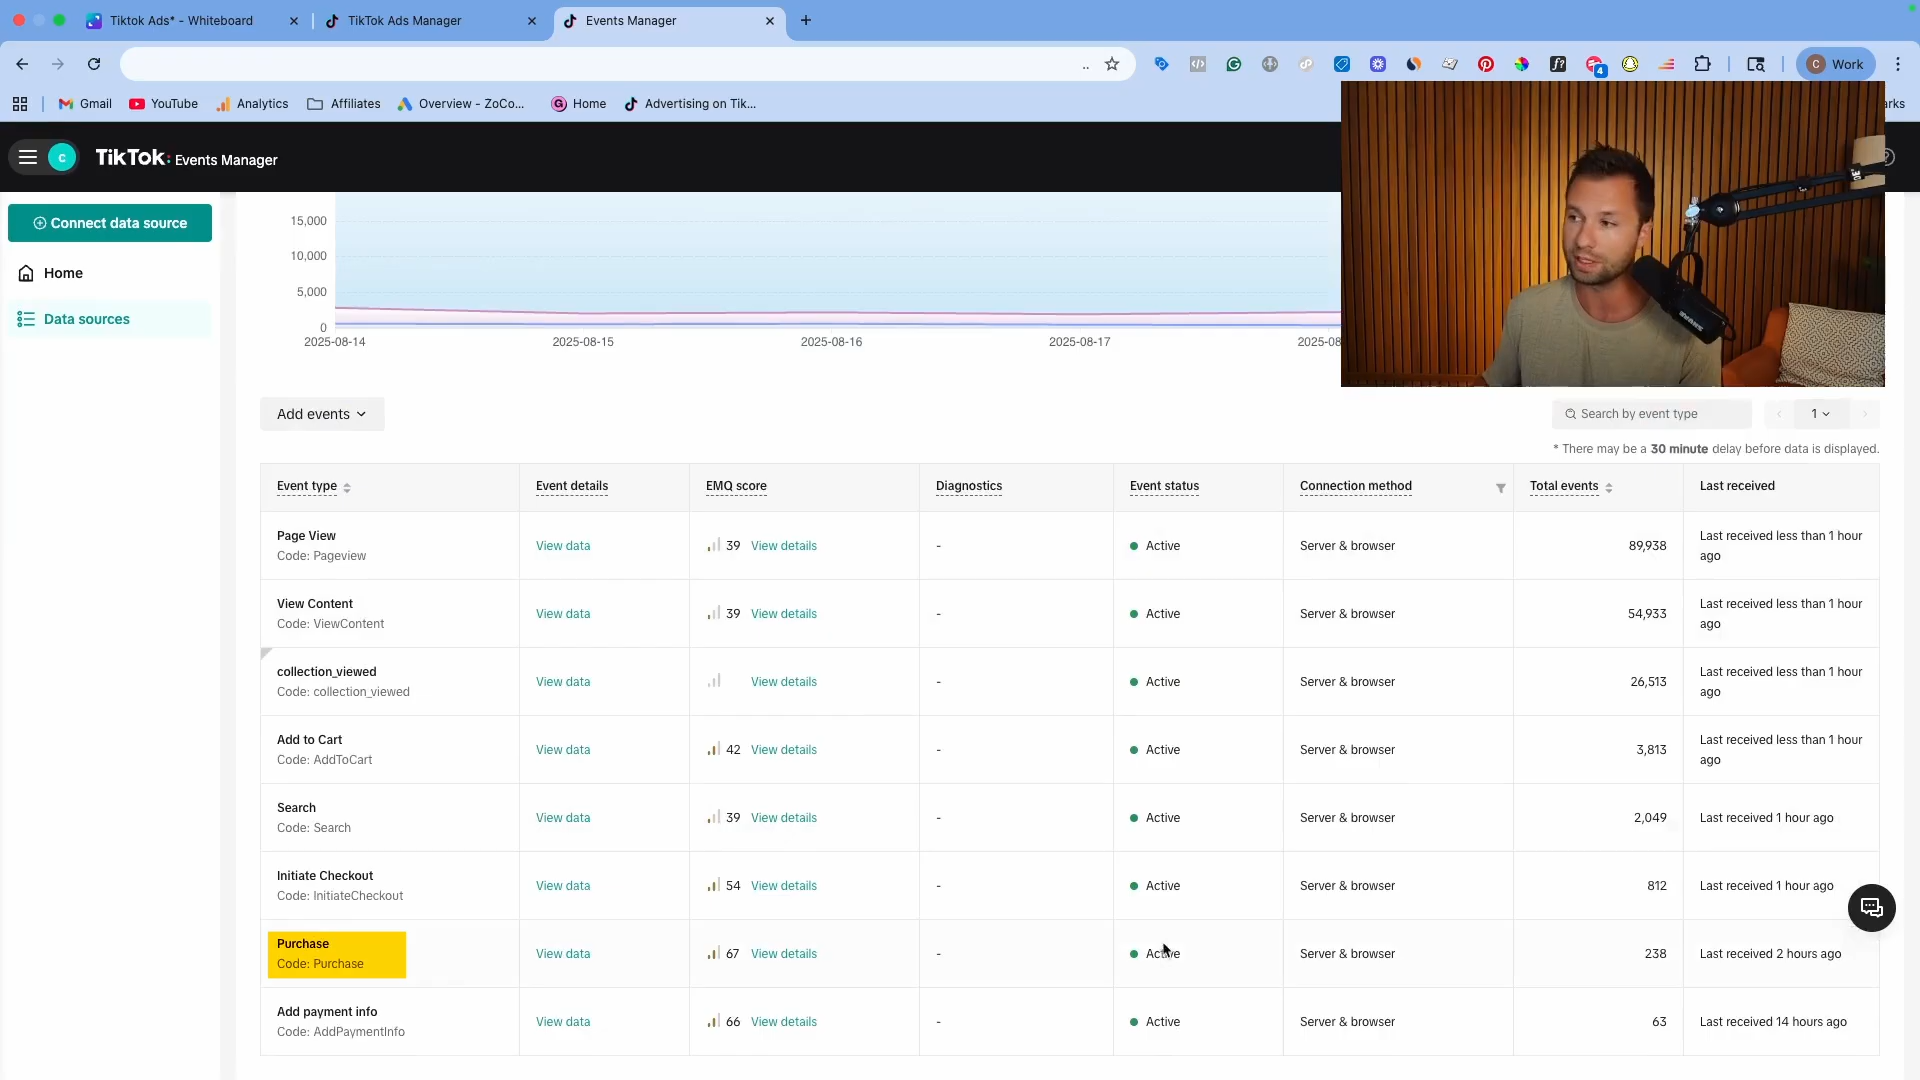 Tiktok Ads* - Whiteboard
TikTok Ads Manager
Events Manager
..
4
C Work
Gmail
YouTube
Analytics
Affiliates
Overview - ZoCo...
Home
Advertising on Tik...
arks
C
TikTok: Events Manager
Connect data source
Home
Data sources
15,000
10,000
5,000
0
2025-08-14
2025-08-15
2025-08-16
2025-08-17
2025-08
Add events
Search by event type
1
* There may be a 30 minute delay before data is displayed.
Event type
Event details
EMQ score
Diagnostics
Event status
Connection method
Total events
Last received
Page View
Code: Pageview
View data
39 View details
-
Active
Server & browser
89,938
Last received less than 1 hour
ago
View Content
Code: ViewContent
View data
39 View details
-
Active
Server & browser
54,933
Last received less than 1 hour
ago
collection_viewed
Code: collection_viewed
View data
View details
-
Active
Server & browser
26,513
Last received less than 1 hour
ago
Add to Cart
Code: AddToCart
View data
42 View details
-
Active
Server & browser
3,813
Last received less than 1 hour
ago
Search
Code: Search
View data
39 View details
-
Active
Server & browser
2,049
Last received 1 hour ago
Initiate Checkout
Code: InitiateCheckout
View data
54 View details
-
Active
Server & browser
812
Last received 1 hour ago
Purchase
Code: Purchase
View data
67 View details
-
Active
Server & browser
238
Last received 2 hours ago
Add payment info
Code: AddPaymentInfo
View data
66 View details
-
Active
Server & browser
63
Last received 14 hours ago